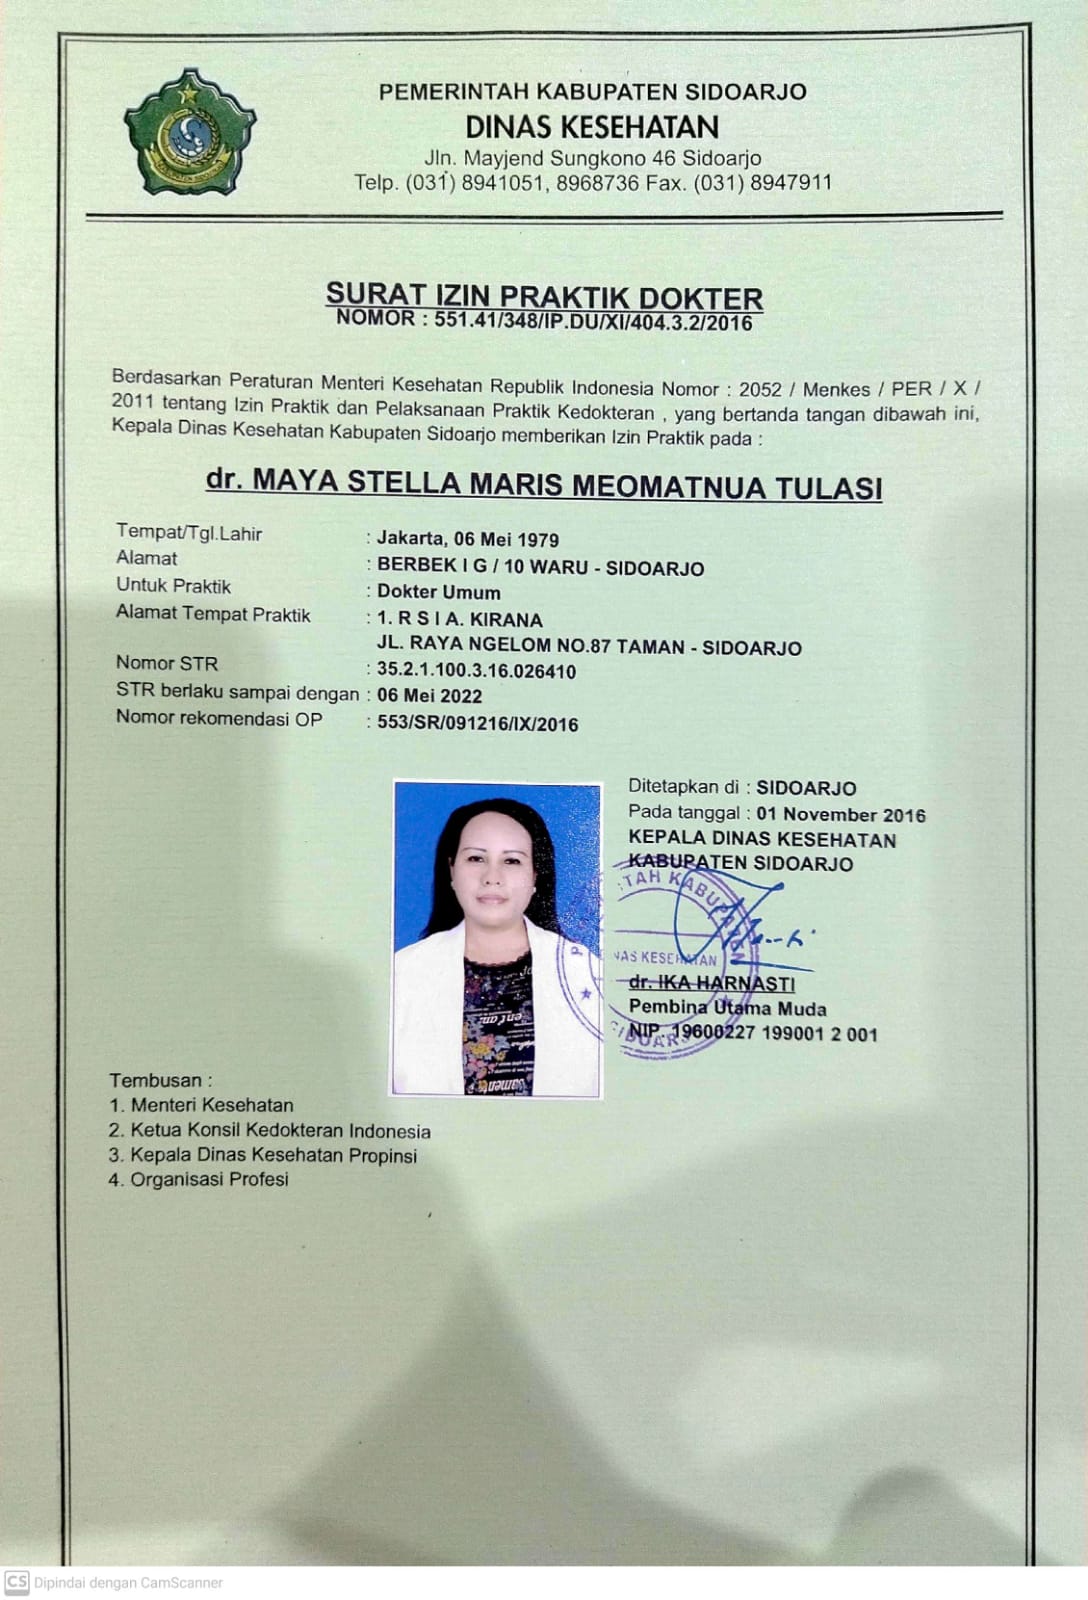 PEMERINTAH KABUPATEN SIDOARJO
DINAS KESEHATAN
Jln. Mayjend Sungkono 46 Sidoarjo
Telp. (031) 8941051, 8968736 Fax. (031) 8947911
SURAT IZIN PRAKTIK DOKTER
NOMOR : 551.41/348/IP.DU/XI/404.3.2/2016
Berdasarkan Peraturan Menteri Kesehatan Republik Indonesia Nomor : 2052 / Menkes / PER / X /
2011 tentang Izin Praktik dan Pelaksanaan Praktik Kedokteran , yang bertanda tangan dibawah ini,
Kepala Dinas Kesehatan Kabupaten Sidoarjo memberikan Izin Praktik pada :
dr. MAYA STELLA MARIS MEOMATNUA TULASI
Tempat/Tgl.Lahir : Jakarta, 06 Mei 1979
Alamat : BERBEK I G / 10 WARU - SIDOARJO
Untuk Praktik : Dokter Umum
Alamat Tempat Praktik : 1. R S I A. KIRANA
JL. RAYA NGELOM NO.87 TAMAN - SIDOARJO
Nomor STR : 35.2.1.100.3.16.026410
STR berlaku sampai dengan : 06 Mei 2022
Nomor rekomendasi OP : 553/SR/091216/IX/2016
Ditetapkan di : SIDOARJO
Pada tanggal : 01 November 2016
KEPALA DINAS KESEHATAN
KABUPATEN SIDOARJO
dr. IKA HARNASTI
Pembina Utama Muda
NIP. 19600227 199001 2 001
Tembusan :
1. Menteri Kesehatan
2. Ketua Konsil Kedokteran Indonesia
3. Kepala Dinas Kesehatan Propinsi
4. Organisasi Profesi
CS Dipindai dengan CamScanner